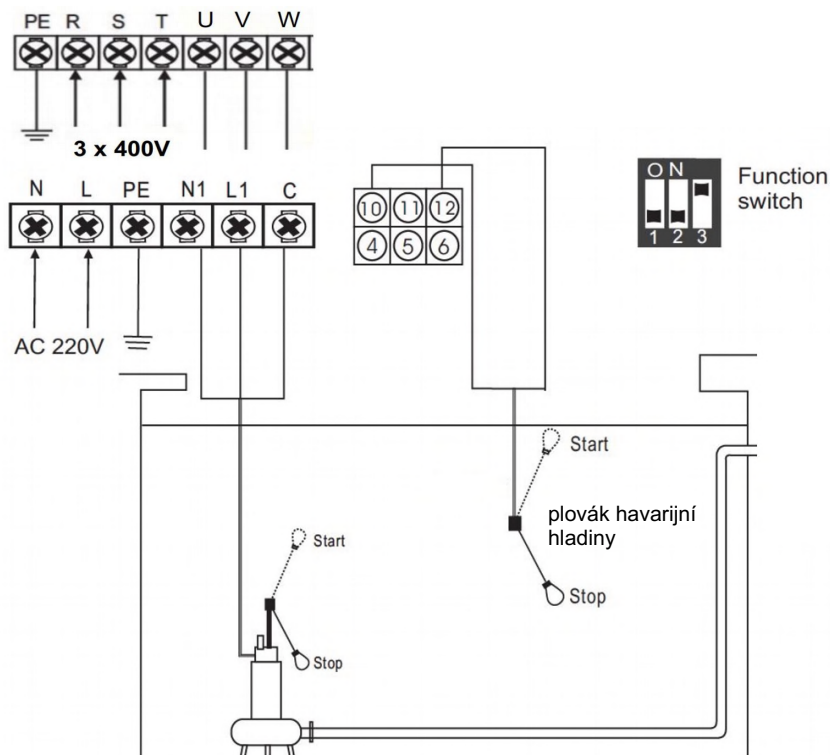 PE R S T U V W
3 x 400V
N L PE N1 L1 C
AC 220V
10 11 12
4 5 6
ON
1 2 3
Function
switch
Start
plovák havarijní
hladiny
Stop
Start
Stop